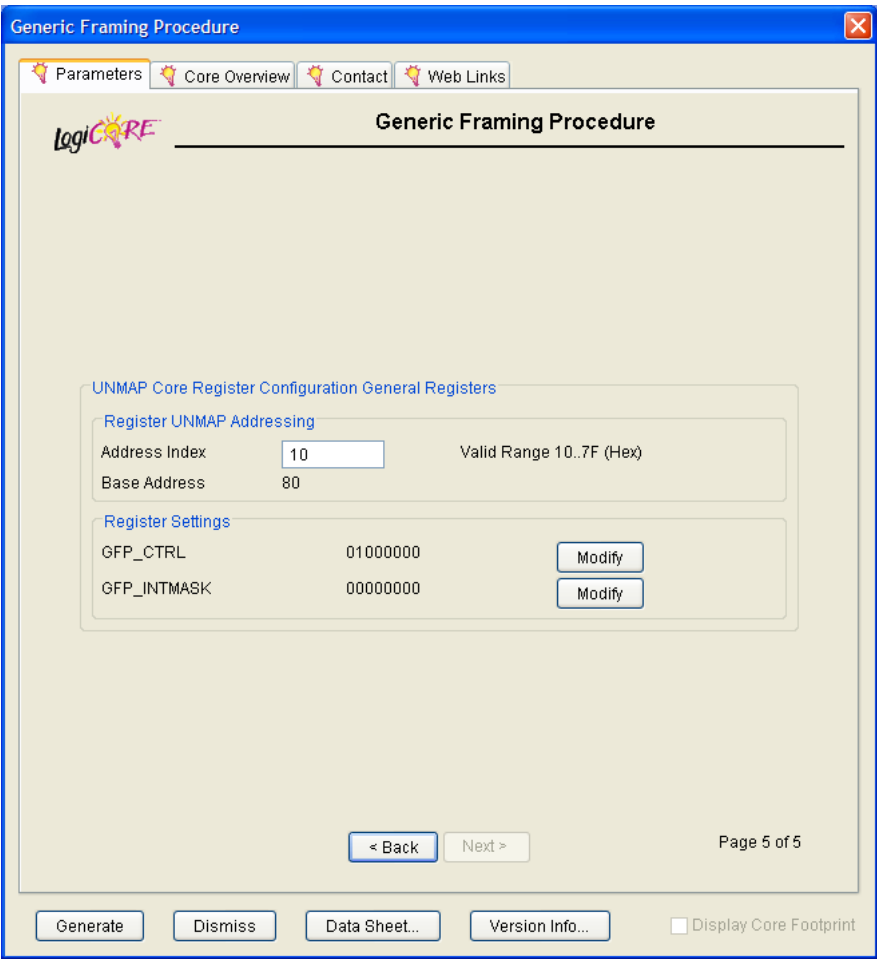 Generic Framing Procedure
Parameters Core Overview Contact Web Links
LogiCORE
Generic Framing Procedure
UNMAP Core Register Configuration General Registers
Register UNMAP Addressing
Address Index 10 Valid Range 10..7F (Hex)
Base Address 80
Register Settings
GFP_CTRL 01000000 Modify
GFP_INTMASK 00000000 Modify
< Back Next > Page 5 of 5
Generate Dismiss Data Sheet... Version Info... Display Core Footprint